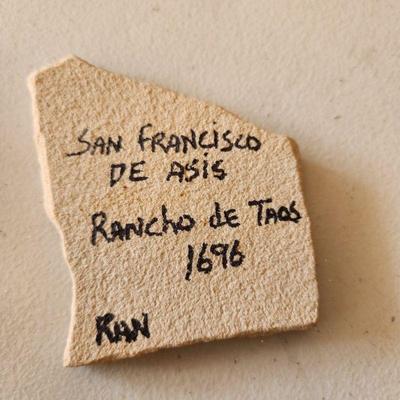 SAN FRANCISCO
DE ASIS
RANCHO de TAOS
1696
RAN